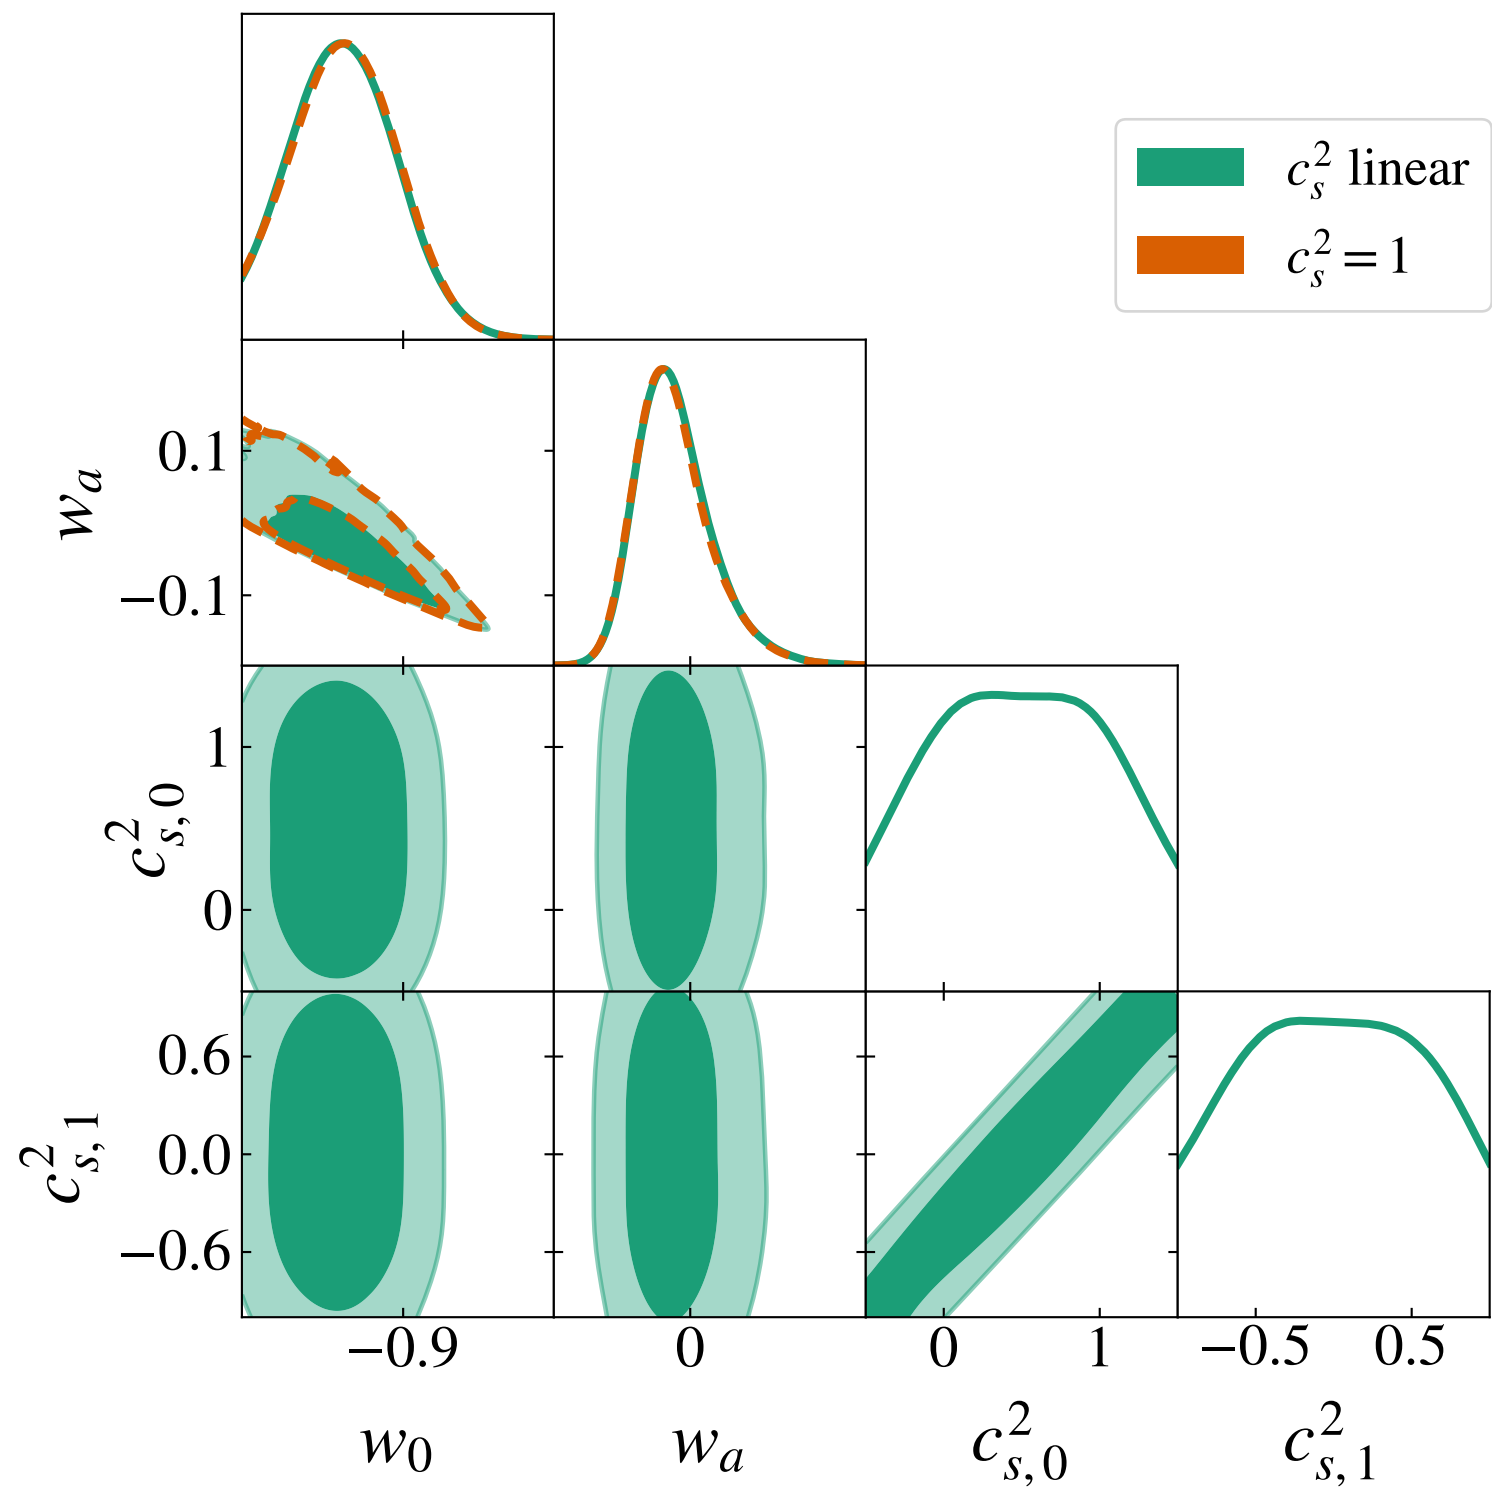 c_s^2 linear
c_s^2 = 1
w_a
0.1
−0.1
c_{s,0}^2
1
0
c_{s,1}^2
0.6
0.0
−0.6
−0.9 0 0 1 −0.5 0.5
w_0 w_a c_{s,0}^2 c_{s,1}^2